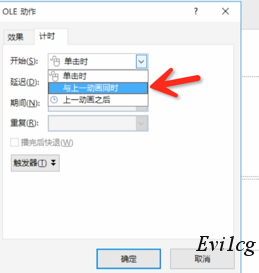 OLE 动作
效果 计时
开始(S): 单击时
单击时
延迟(D): 与上一动画同时
上一动画之后
期间(N):
重复(R):
播完后快退(W)
触发器(T)
Evi1cg
确定 取消